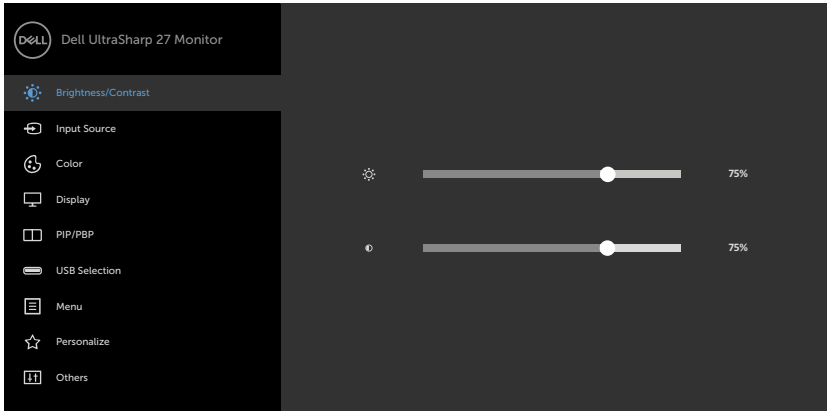 DELL
Dell UltraSharp 27 Monitor
Brightness/Contrast
Input Source
Color
75%
Display
PIP/PBP
75%
USB Selection
Menu
Personalize
Others